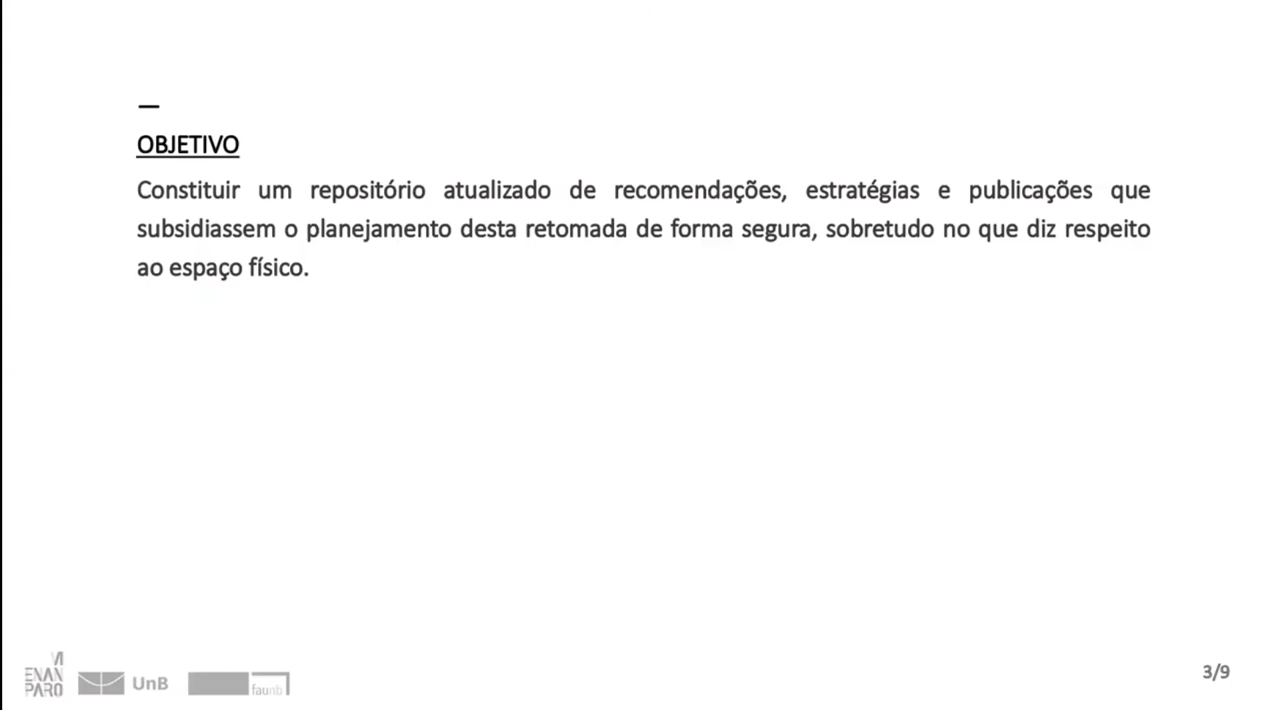 —
OBJETIVO
Constituir um repositório atualizado de recomendações, estratégias e publicações que
subsidiassem o planejamento desta retomada de forma segura, sobretudo no que diz respeito
ao espaço físico.
VI
ENAN
PARQ
UnB
faunb
3/9